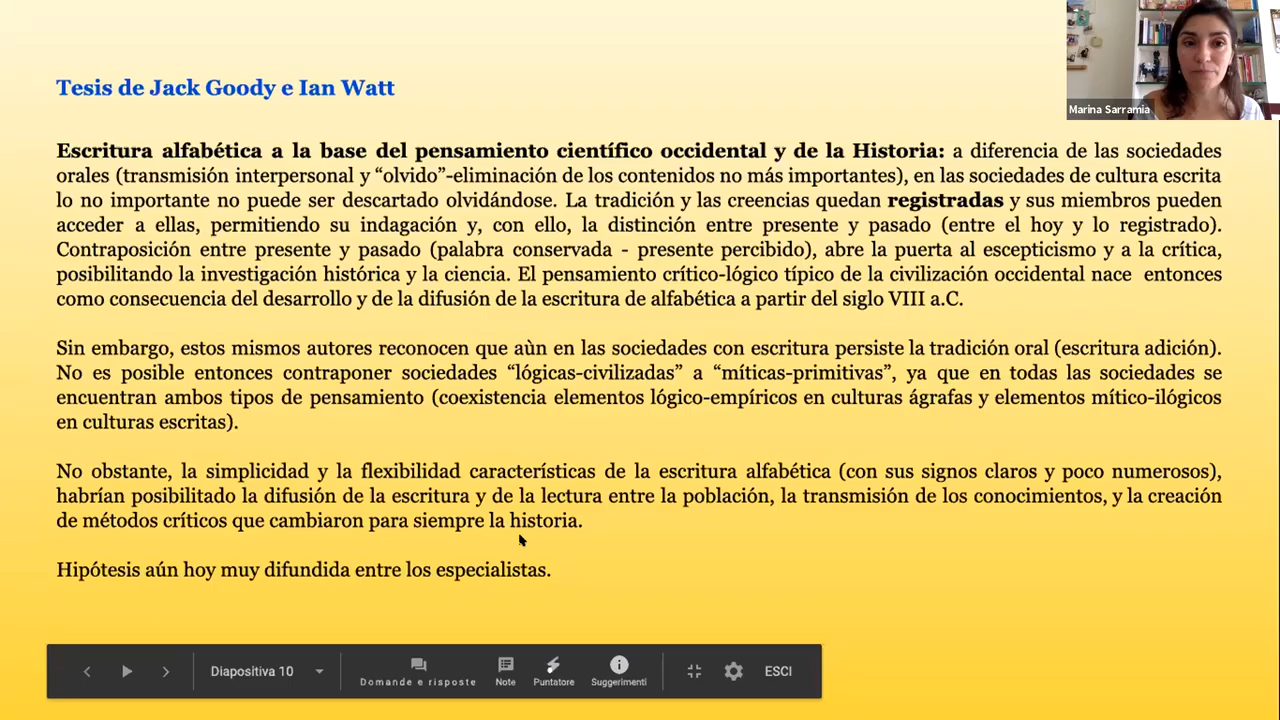 Marina Sarramia
Tesis de Jack Goody e Ian Watt
Escritura alfabética a la base del pensamiento científico occidental y de la Historia: a diferencia de las sociedades
orales (transmisión interpersonal y “olvido”-eliminación de los contenidos no más importantes), en las sociedades de cultura escrita
lo no importante no puede ser descartado olvidándose. La tradición y las creencias quedan registradas y sus miembros pueden
acceder a ellas, permitiendo su indagación y, con ello, la distinción entre presente y pasado (entre el hoy y lo registrado).
Contraposición entre presente y pasado (palabra conservada - presente percibido), abre la puerta al escepticismo y a la crítica,
posibilitando la investigación histórica y la ciencia. El pensamiento crítico-lógico típico de la civilización occidental nace entonces
como consecuencia del desarrollo y de la difusión de la escritura de alfabética a partir del siglo VIII a.C.
Sin embargo, estos mismos autores reconocen que aùn en las sociedades con escritura persiste la tradición oral (escritura adición).
No es posible entonces contraponer sociedades “lógicas-civilizadas” a “míticas-primitivas”, ya que en todas las sociedades se
encuentran ambos tipos de pensamiento (coexistencia elementos lógico-empíricos en culturas ágrafas y elementos mítico-ilógicos
en culturas escritas).
No obstante, la simplicidad y la flexibilidad características de la escritura alfabética (con sus signos claros y poco numerosos),
habrían posibilitado la difusión de la escritura y de la lectura entre la población, la transmisión de los conocimientos, y la creación
de métodos críticos que cambiaron para siempre la historia.
Hipótesis aún hoy muy difundida entre los especialistas.
Diapositiva 10
Domande e risposte
Note
Puntatore
Suggerimenti
ESCI